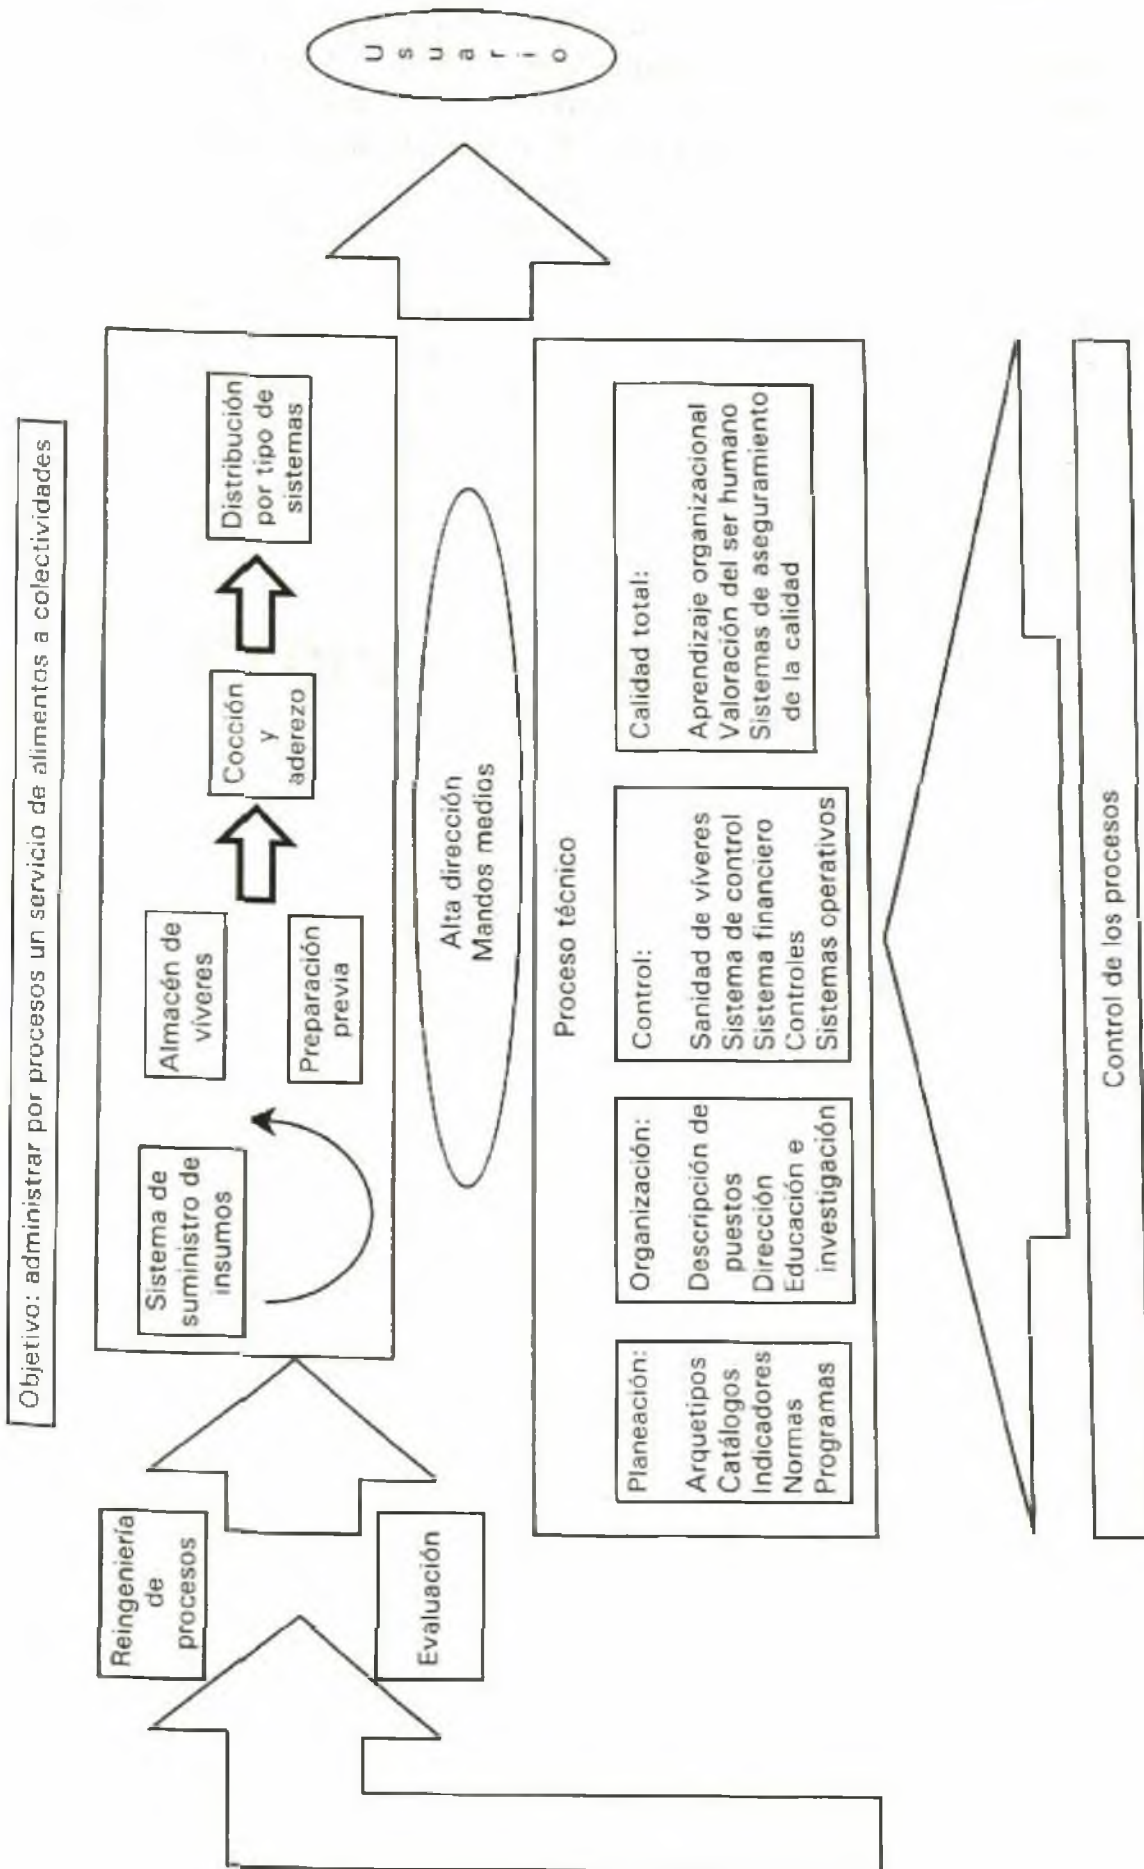 Objetivo: administrar por procesos un servicio de alimentos a colectividades
Reingeniería
de
procesos
Evaluación
Sistema de
suministro de
insumos
Almacén de
víveres
Preparación
previa
Cocción
y
aderezo
Distribución
por tipo de
sistemas
Usuario
Alta dirección
Mandos medios
Proceso técnico
Planeación:
Arquetipos
Catálogos
Indicadores
Normas
Programas
Organización:
Descripción de
puestos
Dirección
Educación e
investigación
Control:
Sanidad de víveres
Sistema de control
Sistema financiero
Controles
Sistemas operativos
Calidad total:
Aprendizaje organizacional
Valoración del ser humano
Sistemas de aseguramiento
de la calidad
Control de los procesos